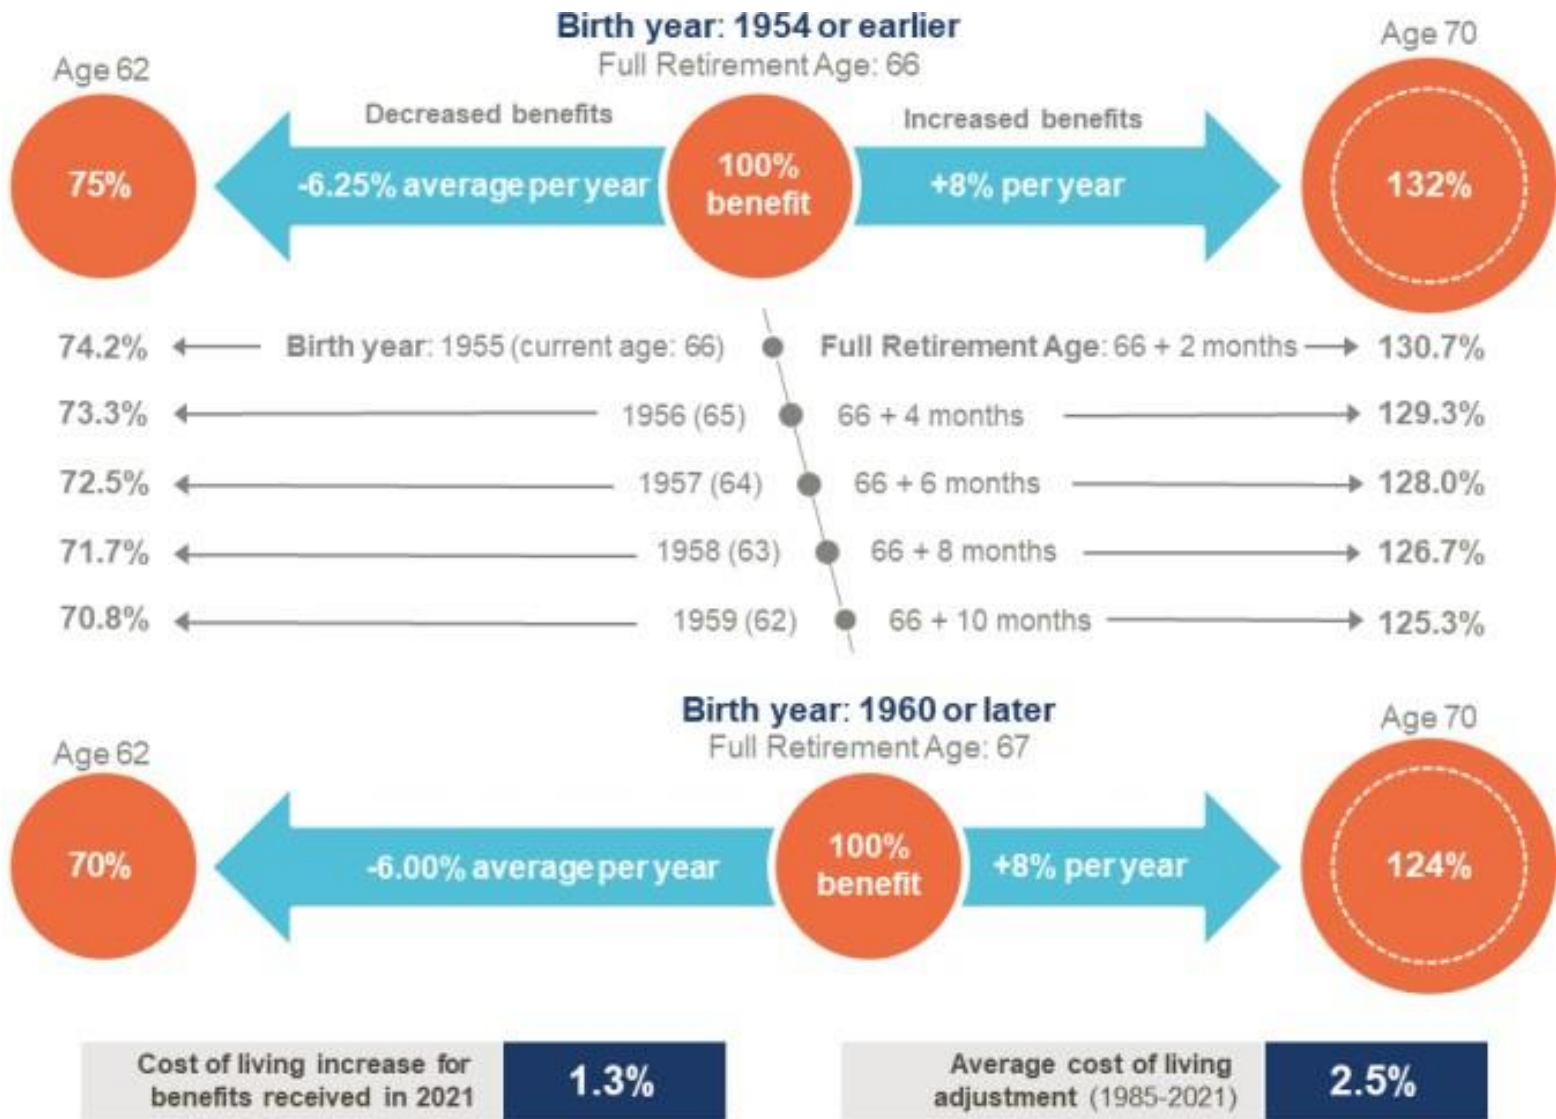 Birth year: 1954 or earlier
Full Retirement Age: 66
Age 62
Age 70
Decreased benefits
Increased benefits
75%
-6.25% average per year
100%
benefit
+8% per year
132%
74.2% Birth year: 1955 (current age: 66) Full Retirement Age: 66 + 2 months 130.7%
73.3% 1956 (65) 66 + 4 months 129.3%
72.5% 1957 (64) 66 + 6 months 128.0%
71.7% 1958 (63) 66 + 8 months 126.7%
70.8% 1959 (62) 66 + 10 months 125.3%
Birth year: 1960 or later
Full Retirement Age: 67
Age 62
Age 70
70%
-6.00% average per year
100%
benefit
+8% per year
124%
Cost of living increase for
benefits received in 2021
1.3%
Average cost of living
adjustment (1985-2021)
2.5%